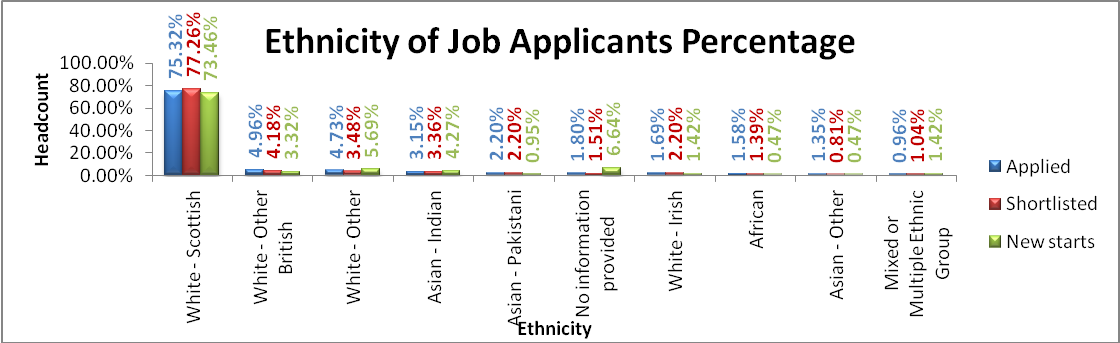 Ethnicity of Job Applicants Percentage
Headcount
100.00%
80.00%
60.00%
40.00%
20.00%
0.00%
75.32%
77.26%
73.46%
4.96%
4.18%
3.32%
4.73%
3.48%
5.69%
3.15%
3.36%
4.27%
2.20%
2.20%
0.95%
1.80%
1.51%
6.64%
1.69%
2.20%
1.42%
1.58%
1.39%
0.47%
1.35%
0.81%
0.47%
0.96%
1.04%
1.42%
White - Scottish
White - Other
British
White - Other
Asian - Indian
Asian - Pakistani
No information
provided
White - Irish
African
Asian - Other
Mixed or
Multiple Ethnic
Group
Ethnicity
Applied
Shortlisted
New starts